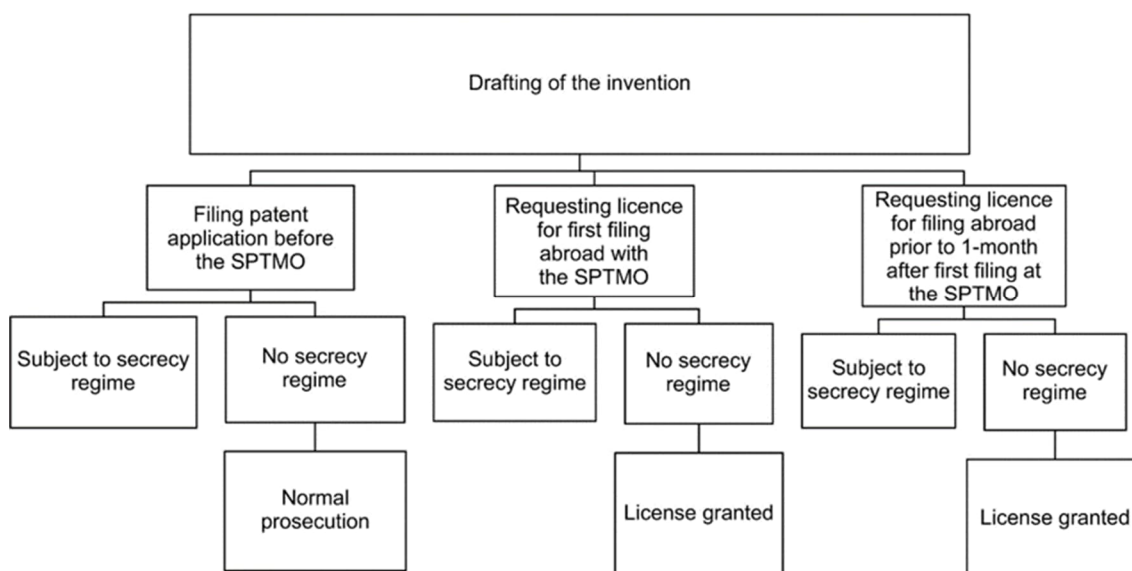 Drafting of the invention
Filing patent
application before
the SPTMO
Requesting licence
for first filing
abroad with
the SPTMO
Requesting licence
for filing abroad
prior to 1-month
after first filing at
the SPTMO
Subject to secrecy
regime
No secrecy
regime
Subject to
secrecy regime
No secrecy
regime
Subject to
secrecy regime
No secrecy
regime
Normal
prosecution
License granted
License granted